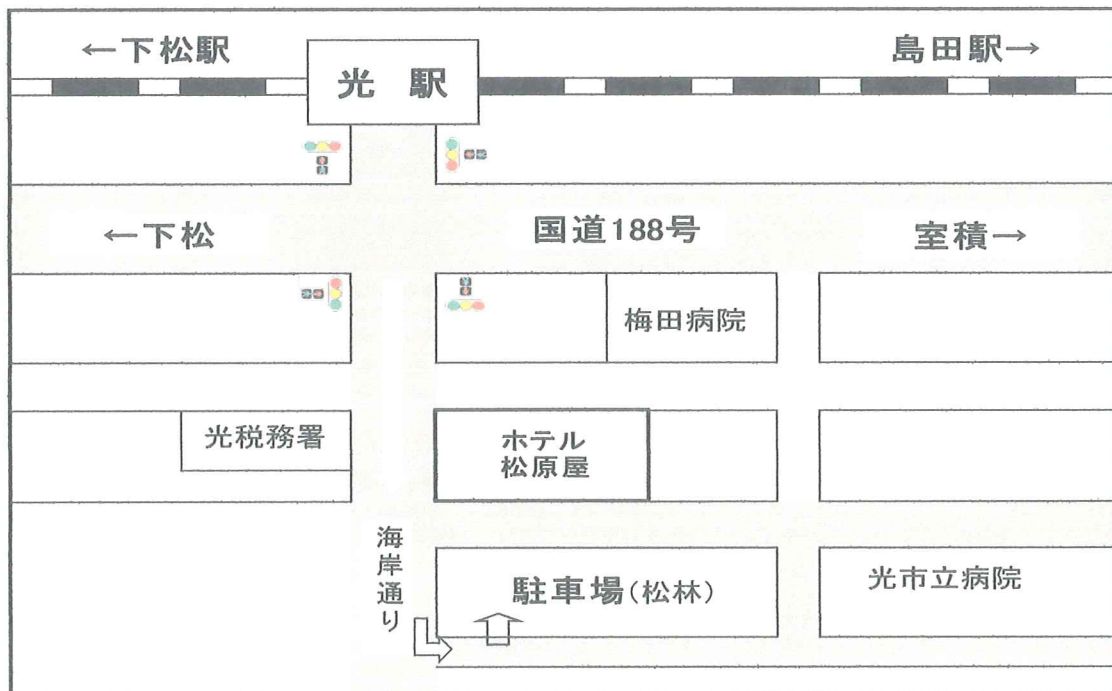 ←下松駅
光 駅
島田駅→
←下松
国道188号
室積→
梅田病院
光税務署
ホテル
松原屋
海岸通り
駐車場(松林)
光市立病院